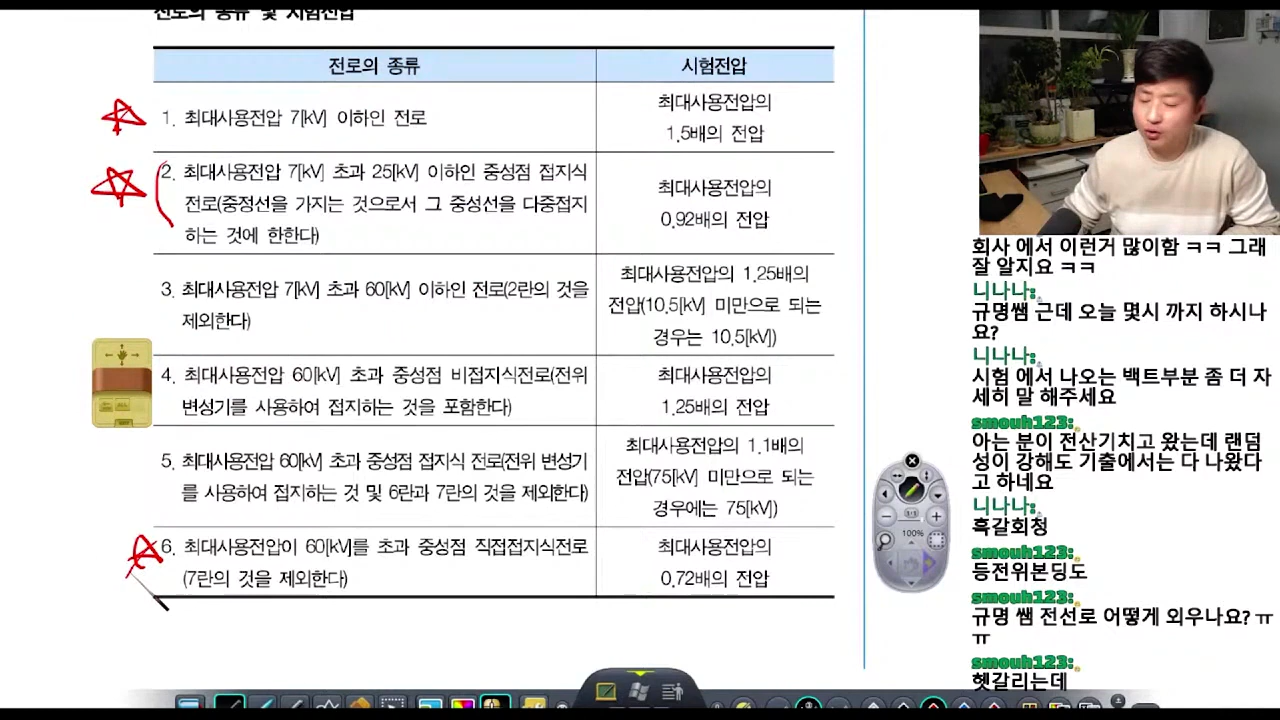 전로의 종류 및 시험전압
전로의 종류
시험전압
1. 최대사용전압 7[kV] 이하인 전로
최대사용전압의
1.5배의 전압
2. 최대사용전압 7[kV] 초과 25[kV] 이하인 중성점 접지식
전로(중정선을 가지는 것으로서 그 중성선을 다중접지
하는 것에 한한다)
최대사용전압의
0.92배의 전압
3. 최대사용전압 7[kV] 초과 60[kV] 이하인 전로(2란의 것을
제외한다)
최대사용전압의 1.25배의
전압(10.5[kV] 미만으로 되는
경우는 10.5[kV])
4. 최대사용전압 60[kV] 초과 중성점 비접지식전로(전위
변성기를 사용하여 접지하는 것을 포함한다)
최대사용전압의
1.25배의 전압
5. 최대사용전압 60[kV] 초과 중성점 접지식 전로(전위 변성기
를 사용하여 접지하는 것 및 6란과 7란의 것을 제외한다)
최대사용전압의 1.1배의
전압(75[kV] 미만으로 되는
경우에는 75[kV])
6. 최대사용전압이 60[kV]를 초과 중성점 직접접지식전로
(7란의 것을 제외한다)
최대사용전압의
0.72배의 전압
100%
회사 에서 이런거 많이함 ㅋㅋ 그래
잘 알지요 ㅋㅋ
니나나:
규명쌤 근데 오늘 몇시 까지 하시나
요?
니나나:
시험 에서 나오는 백트부분 좀 더 자
세히 말 해주세요
smouh123:
아는 분이 전산기치고 왔는데 랜덤
성이 강해도 기출에서는 다 나왔다
고 하네요
니나나:
흑갈회청
smouh123:
등전위본딩도
smouh123:
규명 쌤 전선로 어떻게 외우나요? ㅠ
ㅠ
smouh123:
헷갈리는데